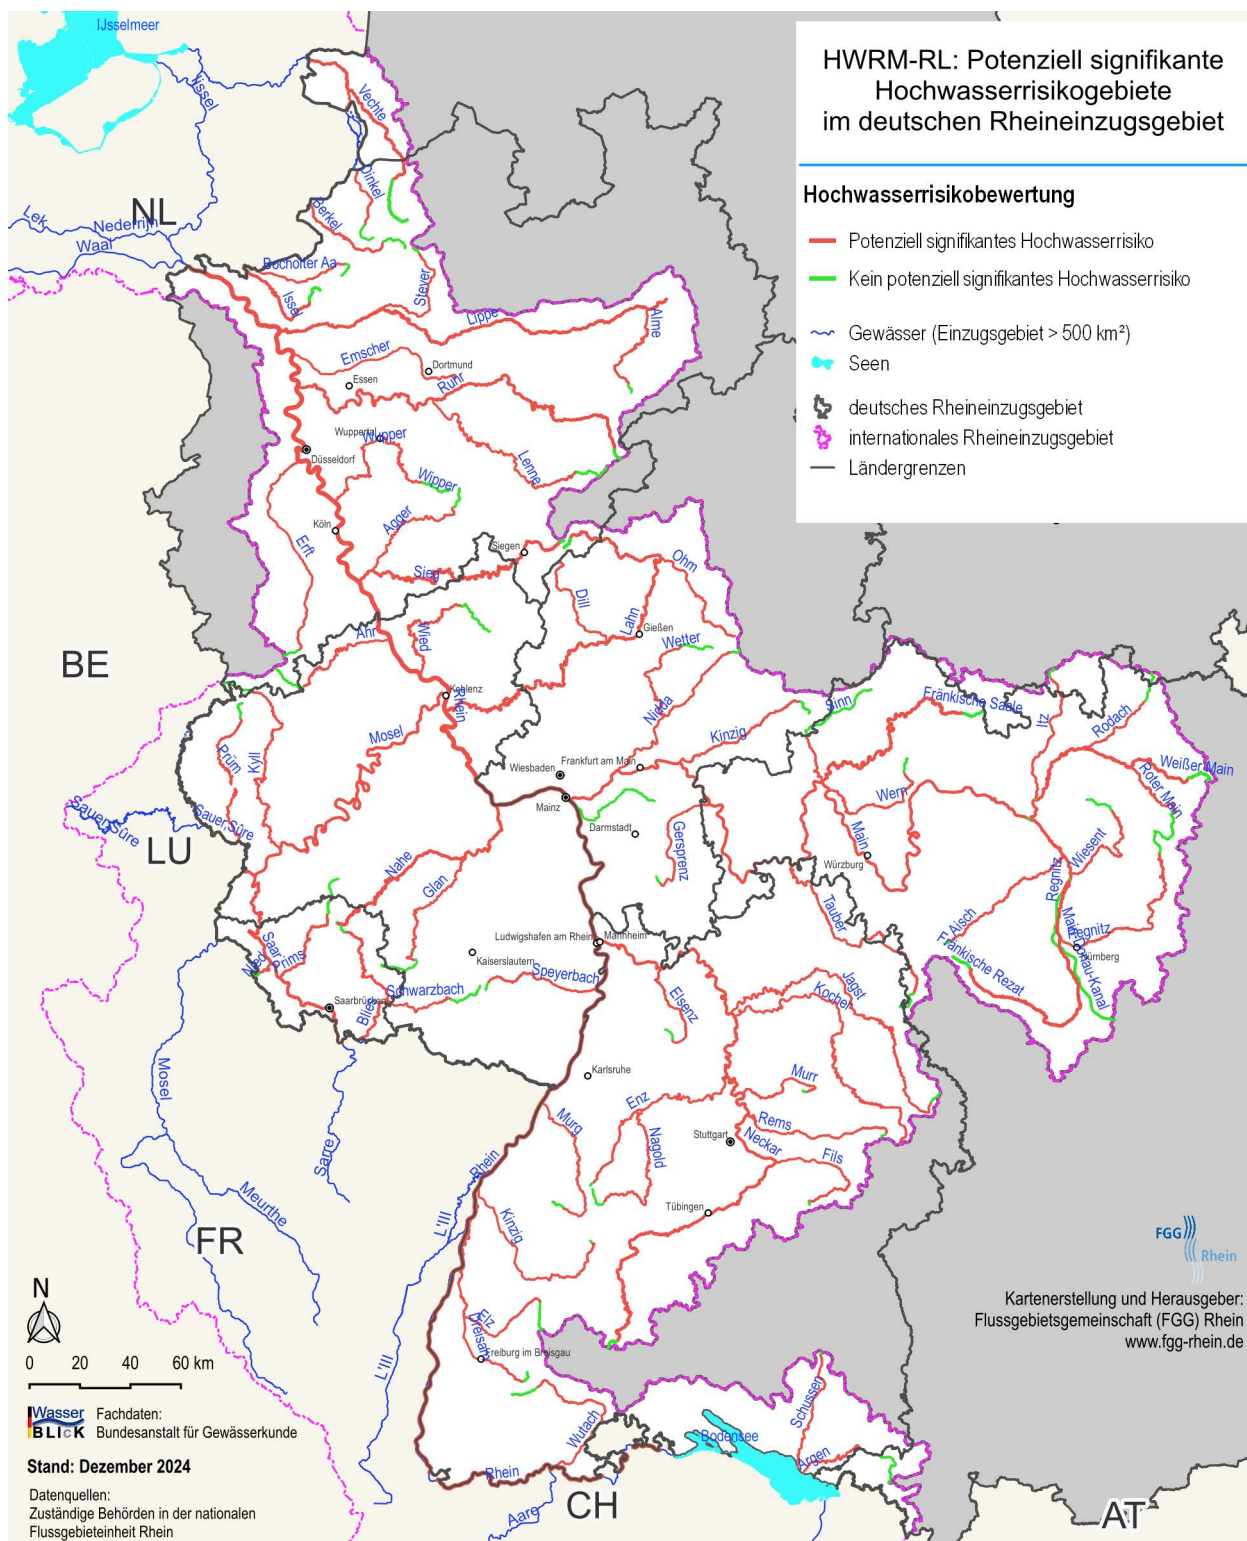 HWRM-RL: Potenziell signifikante
Hochwasserrisikogebiete
im deutschen Rheineinzugsgebiet
Hochwasserrisikobewertung
Potenziell signifikantes Hochwasserrisiko
Kein potenziell signifikantes Hochwasserrisiko
Gewässer (Einzugsgebiet > 500 km²)
Seen
deutsches Rheineinzugsgebiet
internationales Rheineinzugsgebiet
Ländergrenzen
IJsselmeer
IJssel
Vechte
Dinkel
NL
Lek
Nederrijn
Waal
Berkel
Bocholter Aa
Issel
Stever
Lippe
Alme
Emscher
Dortmund
Essen
Ruhr
Wuppertal
Wupper
Düsseldorf
Lenne
Wipper
Köln
Agger
Erft
Siegen
Sieg
Ohm
Dill
Lahn
Gießen
Ahr
Wied
Wetter
BE
Koblenz
Rhein
Nidda
Sinn
Fränkische Saale
Itz
Rodach
Mosel
Kinzig
Prüm
Kyll
Wiesbaden
Frankfurt am Main
Weißer Main
Roter Main
Mainz
Wern
Sauer,Sûre
Sauer,Sûre
LU
Darmstadt
Gersprenz
Main
Würzburg
Wiesent
Regnitz
Nahe
Glan
Tauber
Aisch
Main-Donau-Kanal
Pegnitz
Nürnberg
Fränkische Rezat
Saar
Nied
Prims
Ludwigshafen am Rhein
Mannheim
Kaiserslautern
Speyerbach
Schwarzbach
Saarbrücken
Blies
Elsenz
Jagst
Kocher
Mosel
Karlsruhe
Murr
Enz
Murg
Nagold
Rems
Stuttgart
Neckar
Fils
Sarre
Rhein
Meurthe
L'Ill
Kinzig
Tübingen
FR
FGG
Rhein
Kartenerstellung und Herausgeber:
Flussgebietsgemeinschaft (FGG) Rhein
www.fgg-rhein.de
N
0 20 40 60 km
Elz
Dreisam
Freiburg im Breisgau
L'Ill
Wutach
Schussen
Bodensee
Argen
Rhein
Aare
CH
AT
Wasser
BLIcK
Fachdaten:
Bundesanstalt für Gewässerkunde
Stand: Dezember 2024
Datenquellen:
Zuständige Behörden in der nationalen
Flussgebieteinheit Rhein